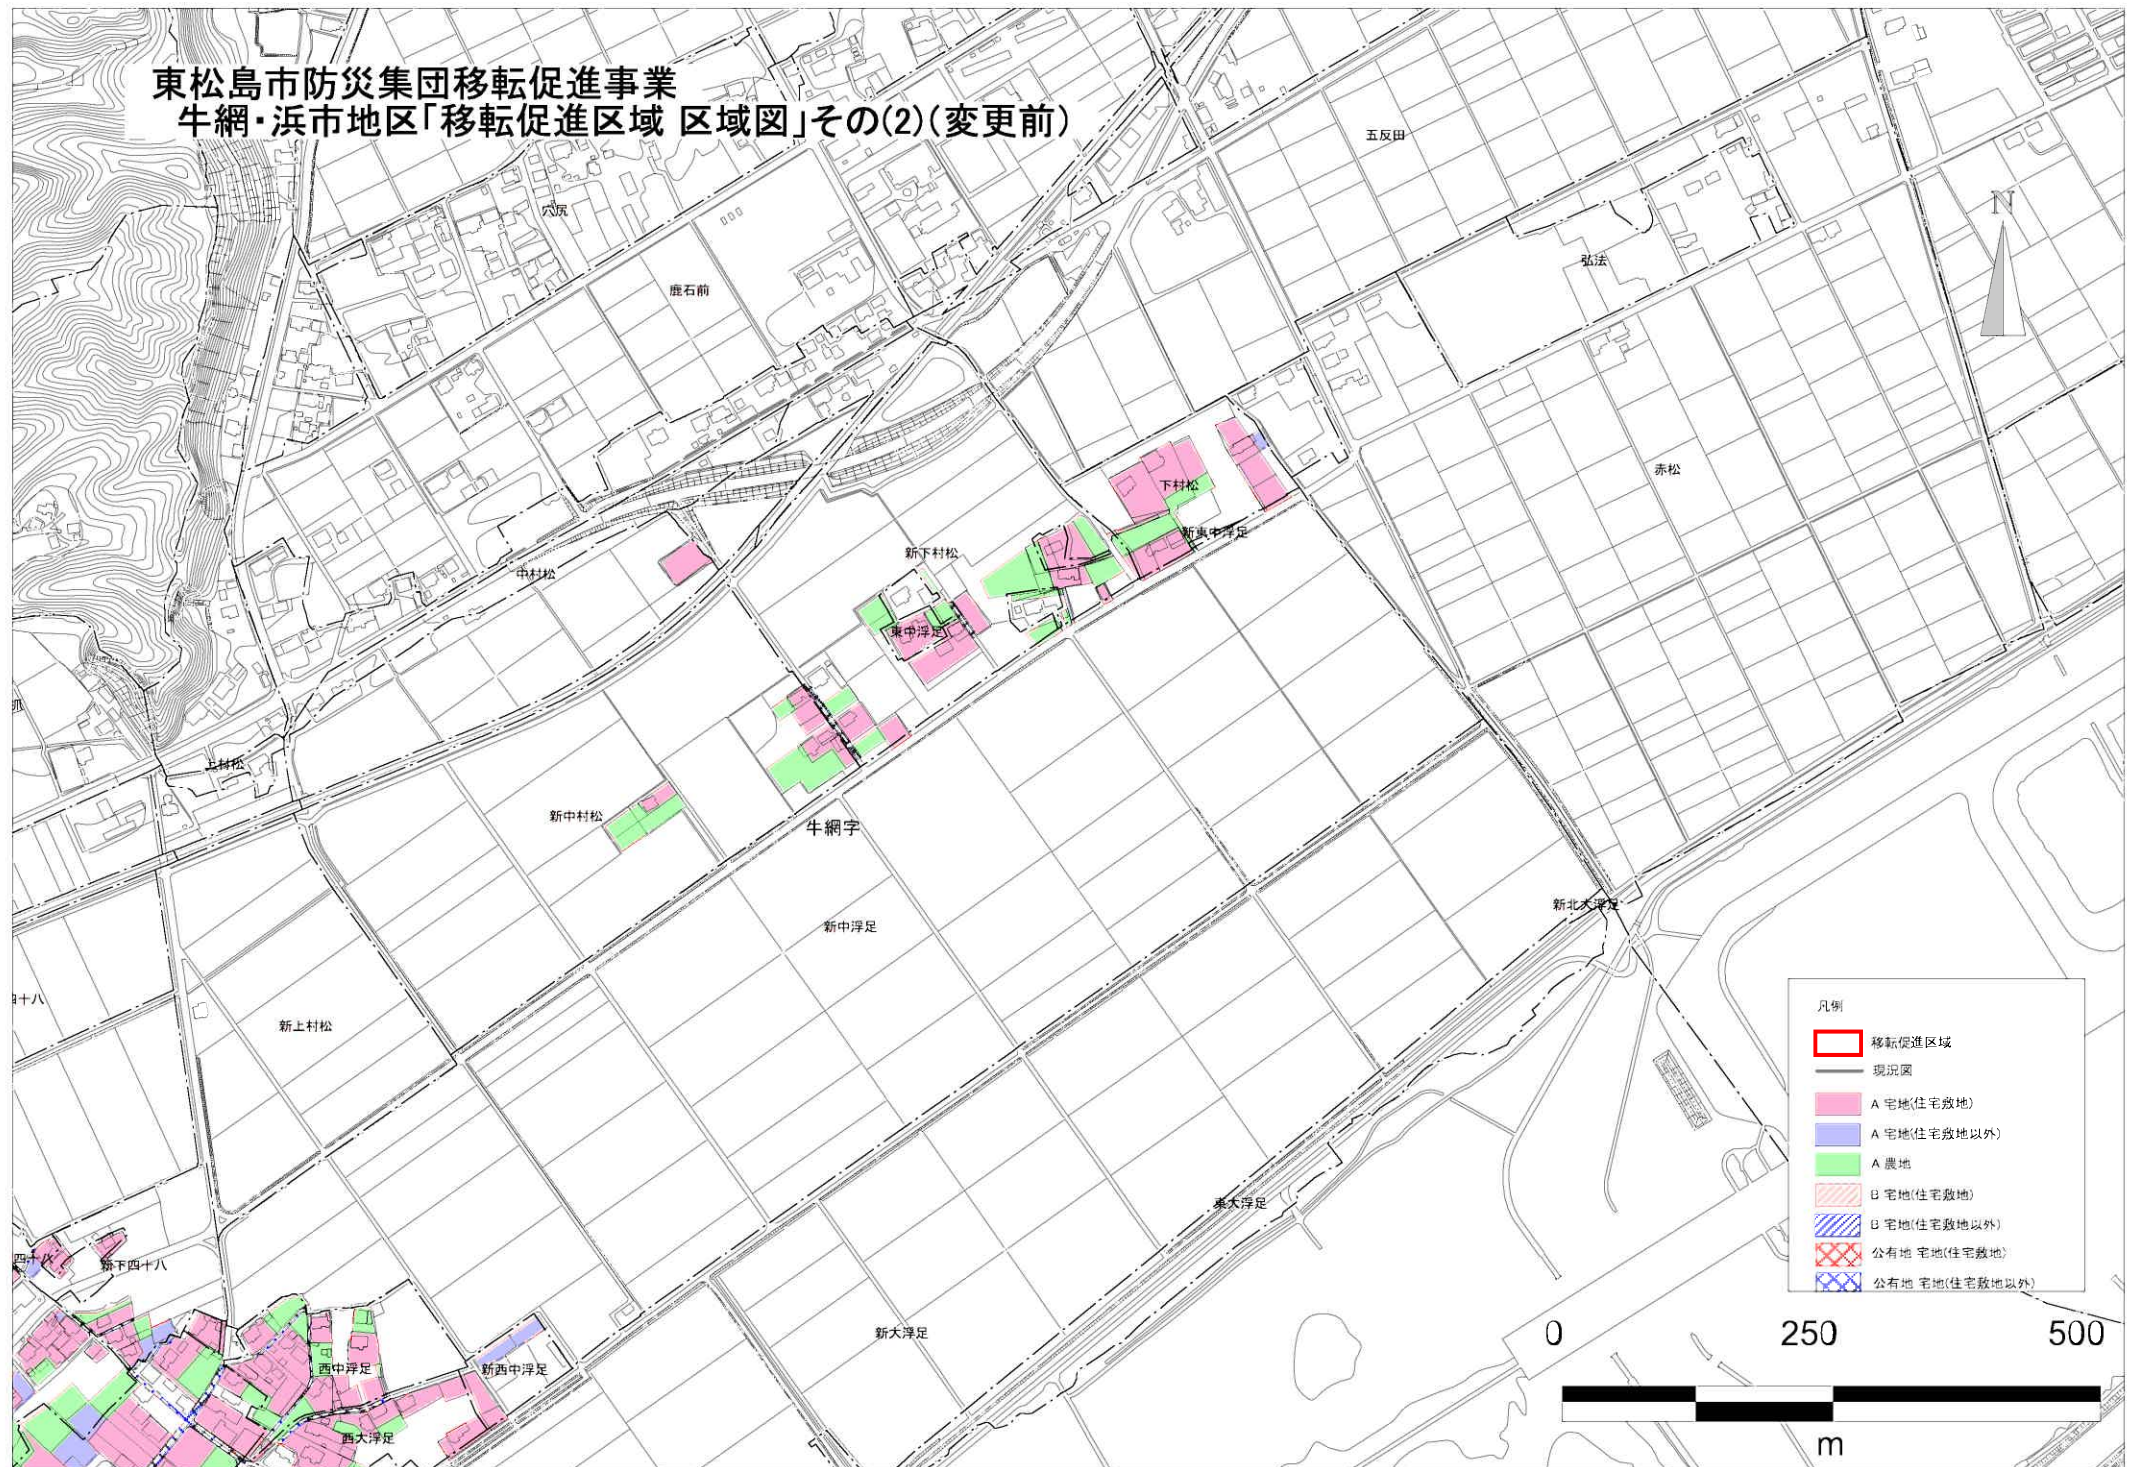 東松島市防災集団移転促進事業
牛網・浜市地区「移転促進区域 区域図」その(2)(変更前)
五反田
穴尻
N
弘法
鹿石前
赤松
下村松
新東中浮足
新下村松
中村松
東中浮足
上村松
新中村松
牛網字
新北大浮足
新中浮足
四十八
新上村松
凡例
移転促進区域
現況図
A 宅地(住宅敷地)
A 宅地(住宅敷地以外)
A 農地
B 宅地(住宅敷地)
B 宅地(住宅敷地以外)
公有地 宅地(住宅敷地)
公有地 宅地(住宅敷地以外)
東大浮足
四十八
新下四十八
新大浮足
西中浮足
新西中浮足
西大浮足
0 250 500
m